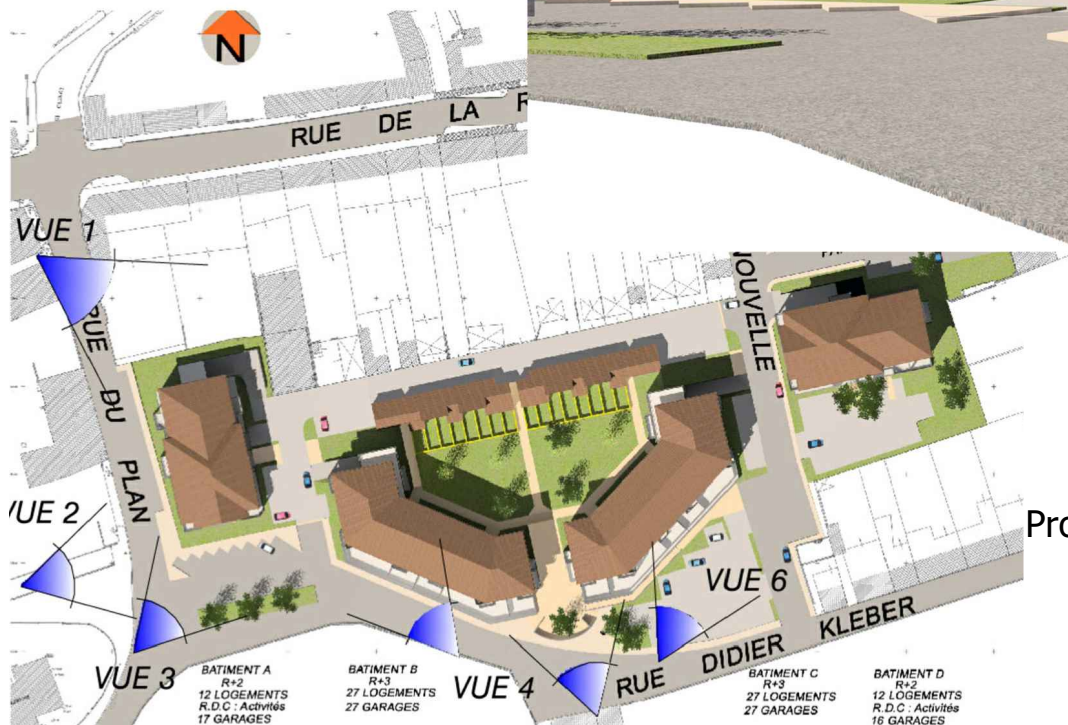 N
RUE DE LA R
VUE 1
RUE DU PLAN
NOUVELLE
VUE 2
Pro
VUE 6
VUE 3
VUE 4
RUE DIDIER KLEBER
BATIMENT A
R+2
12 LOGEMENTS
R.D.C : Activités
17 GARAGES
BATIMENT B
R+3
27 LOGEMENTS
27 GARAGES
BATIMENT C
R+3
27 LOGEMENTS
27 GARAGES
BATIMENT D
R+2
12 LOGEMENTS
R.D.C : Activités
16 GARAGES